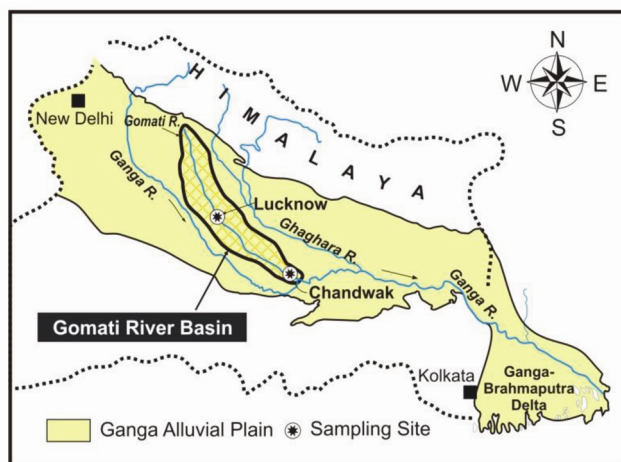 N
W E
S
HIMALAYA
New Delhi
Gomati R.
Ganga R.
Lucknow
Ghaghara R.
Chandwak
Ganga R.
Gomati River Basin
Kolkata
Ganga-
Brahmaputra
Delta
Ganga Alluvial Plain
Sampling Site